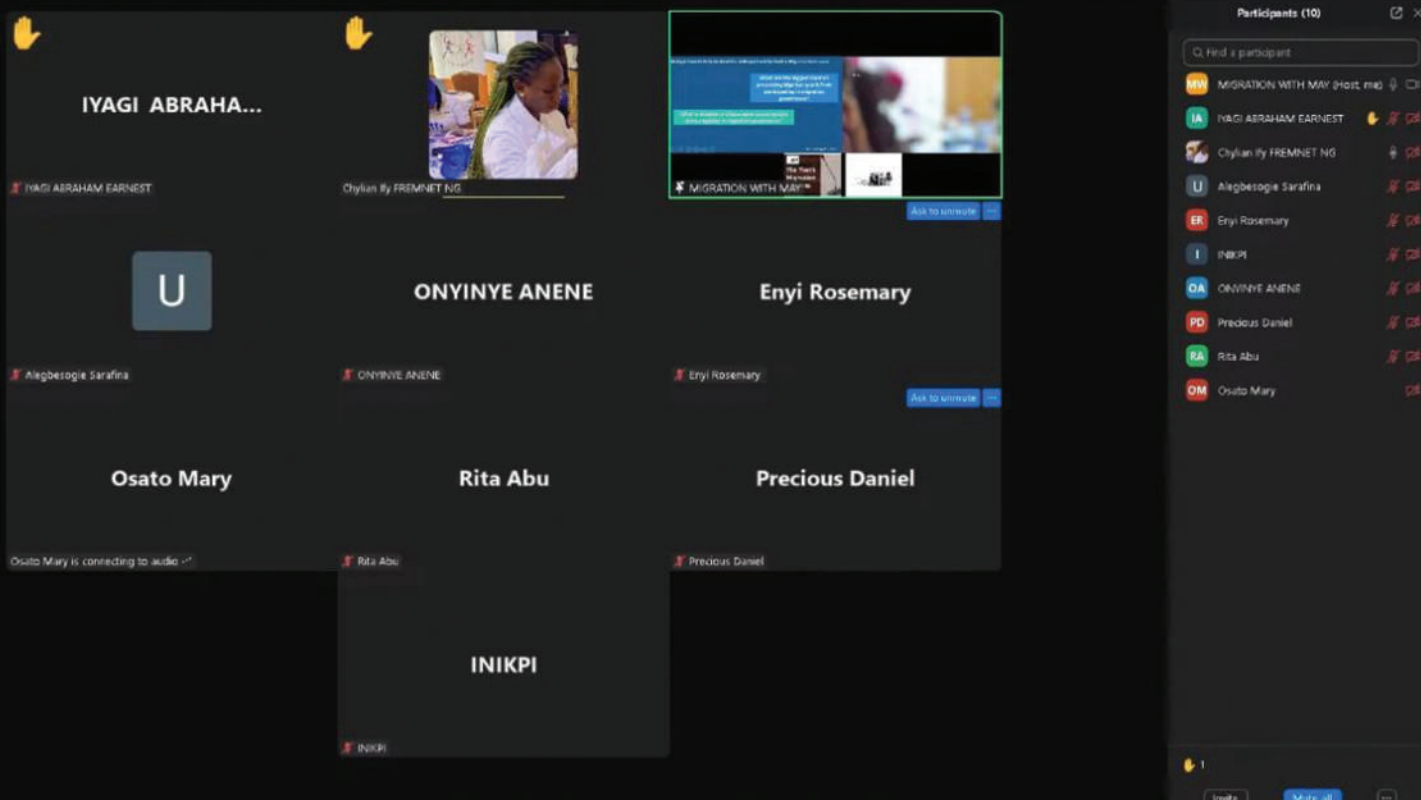 IYAGI ABRAHA...
IYAGI ABRAHAM EARNEST
Chylian Ify FREMNET NG
MIGRATION WITH MAY
Ask to unmute
U
Alegbesogie Sarafina
ONYINYE ANENE
ONYINYE ANENE
Enyi Rosemary
Enyi Rosemary
Ask to unmute
Osato Mary
Osato Mary is connecting to audio
Rita Abu
Rita Abu
Precious Daniel
Precious Daniel
INIKPI
INIKPI
Participants (10)
Find a participant
MW MIGRATION WITH MAY (Host, me)
IA IYAGI ABRAHAM EARNEST
Chylian Ify FREMNET NG
U Alegbesogie Sarafina
ER Enyi Rosemary
I INIKPI
OA ONYINYE ANENE
PD Precious Daniel
RA Rita Abu
OM Osato Mary
1
Invite
Mute all